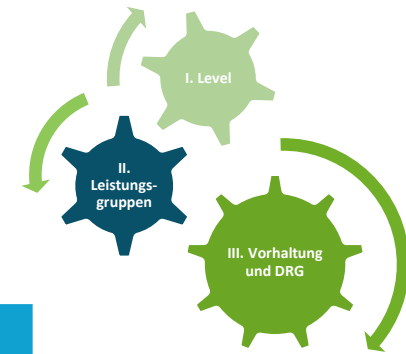 I. Level
II.
Leistungs-
gruppen
III. Vorhaltung
und DRG